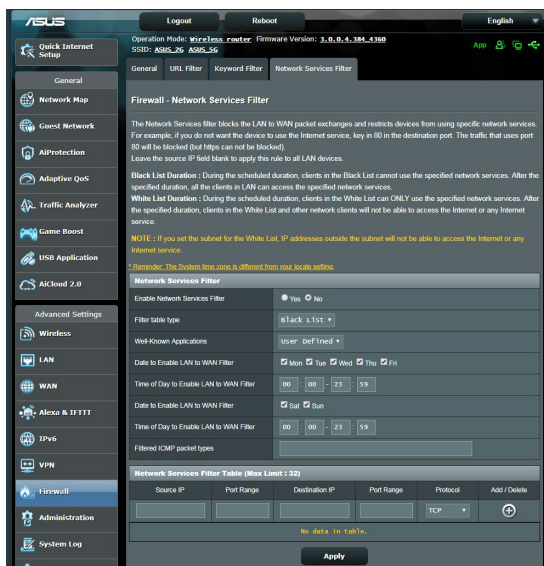 ASUS
Logout
Reboot
English
Quick Internet
Setup
Operation Mode: Wireless router Firmware Version: 3.0.0.4.384_4360
SSID: ASUS_2G ASUS_5G
App
General
URL Filter
Keyword Filter
Network Services Filter
General
Network Map
Guest Network
AiProtection
Adaptive QoS
Traffic Analyzer
Game Boost
USB Application
AiCloud 2.0
Advanced Settings
Wireless
LAN
WAN
Alexa & IFTTT
IPv6
VPN
Firewall
Administration
System Log
Firewall - Network Services Filter
The Network Services filter blocks the LAN to WAN packet exchanges and restricts devices from using specific network services.
For example, if you do not want the device to use the Internet service, key in 80 in the destination port. The traffic that uses port
80 will be blocked (but https can not be blocked).
Leave the source IP field blank to apply this rule to all LAN devices.
Black List Duration : During the scheduled duration, clients in the Black List cannot use the specified network services. After the
specified duration, all the clients in LAN can access the specified network services.
White List Duration : During the scheduled duration, clients in the White List can ONLY use the specified network services. After
the specified duration, clients in the White List and other network clients will not be able to access the Internet or any Internet
service.
NOTE : If you set the subnet for the White List, IP addresses outside the subnet will not be able to access the Internet or any
Internet service.
* Reminder: The System time zone is different from your locale setting.
Network Services Filter
Enable Network Services Filter
Yes No
Filter table type
Black List
Well-Known Applications
User Defined
Date to Enable LAN to WAN Filter
Mon Tue Wed Thu Fri
Time of Day to Enable LAN to WAN Filter
00 : 00 - 23 : 59
Date to Enable LAN to WAN Filter
Sat Sun
Time of Day to Enable LAN to WAN Filter
00 : 00 - 23 : 59
Filtered ICMP packet types
Network Services Filter Table (Max Limit : 32)
Source IP
Port Range
Destination IP
Port Range
Protocol
Add / Delete
TCP
No data in table.
Apply